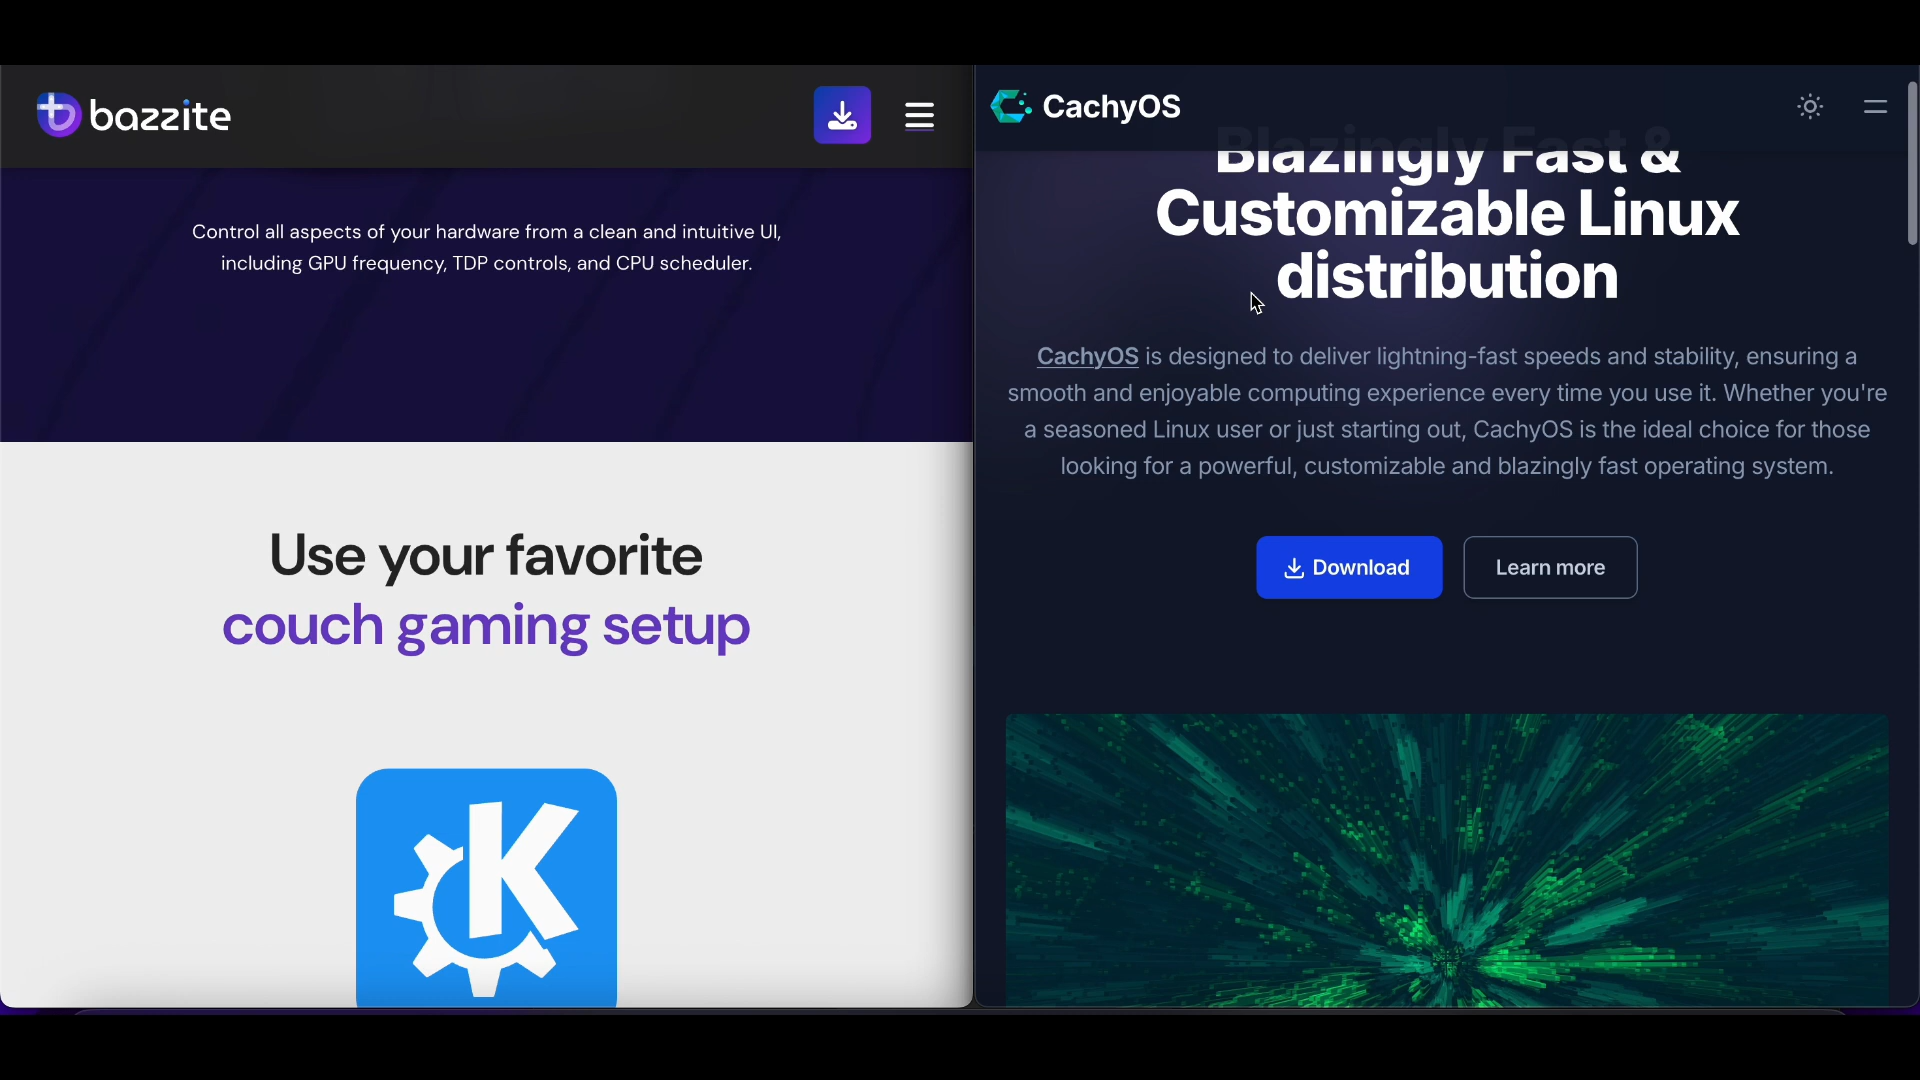 bazzite
Control all aspects of your hardware from a clean and intuitive UI,
including GPU frequency, TDP controls, and CPU scheduler.
Use your favorite
couch gaming setup
CachyOS
Blazingly Fast &
Customizable Linux
distribution
CachyOS is designed to deliver lightning-fast speeds and stability, ensuring a
smooth and enjoyable computing experience every time you use it. Whether you're
a seasoned Linux user or just starting out, CachyOS is the ideal choice for those
looking for a powerful, customizable and blazingly fast operating system.
Download
Learn more